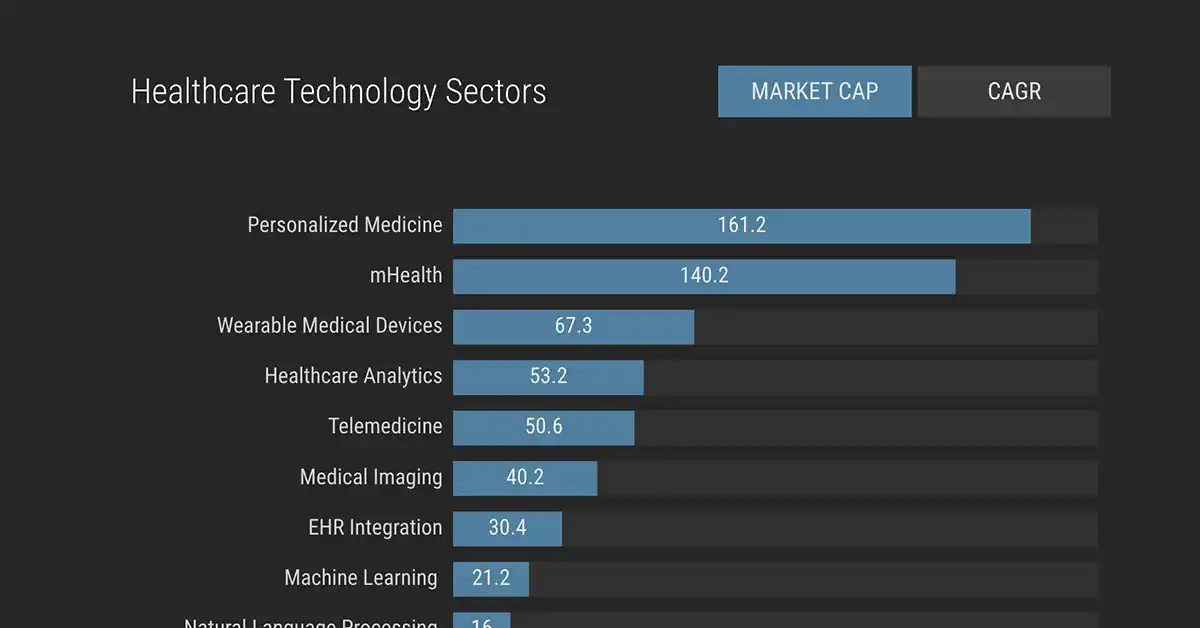 Healthcare Technology Sectors
MARKET CAP
CAGR
Personalized Medicine 161.2
mHealth 140.2
Wearable Medical Devices 67.3
Healthcare Analytics 53.2
Telemedicine 50.6
Medical Imaging 40.2
EHR Integration 30.4
Machine Learning 21.2
Natural Language Processing 16